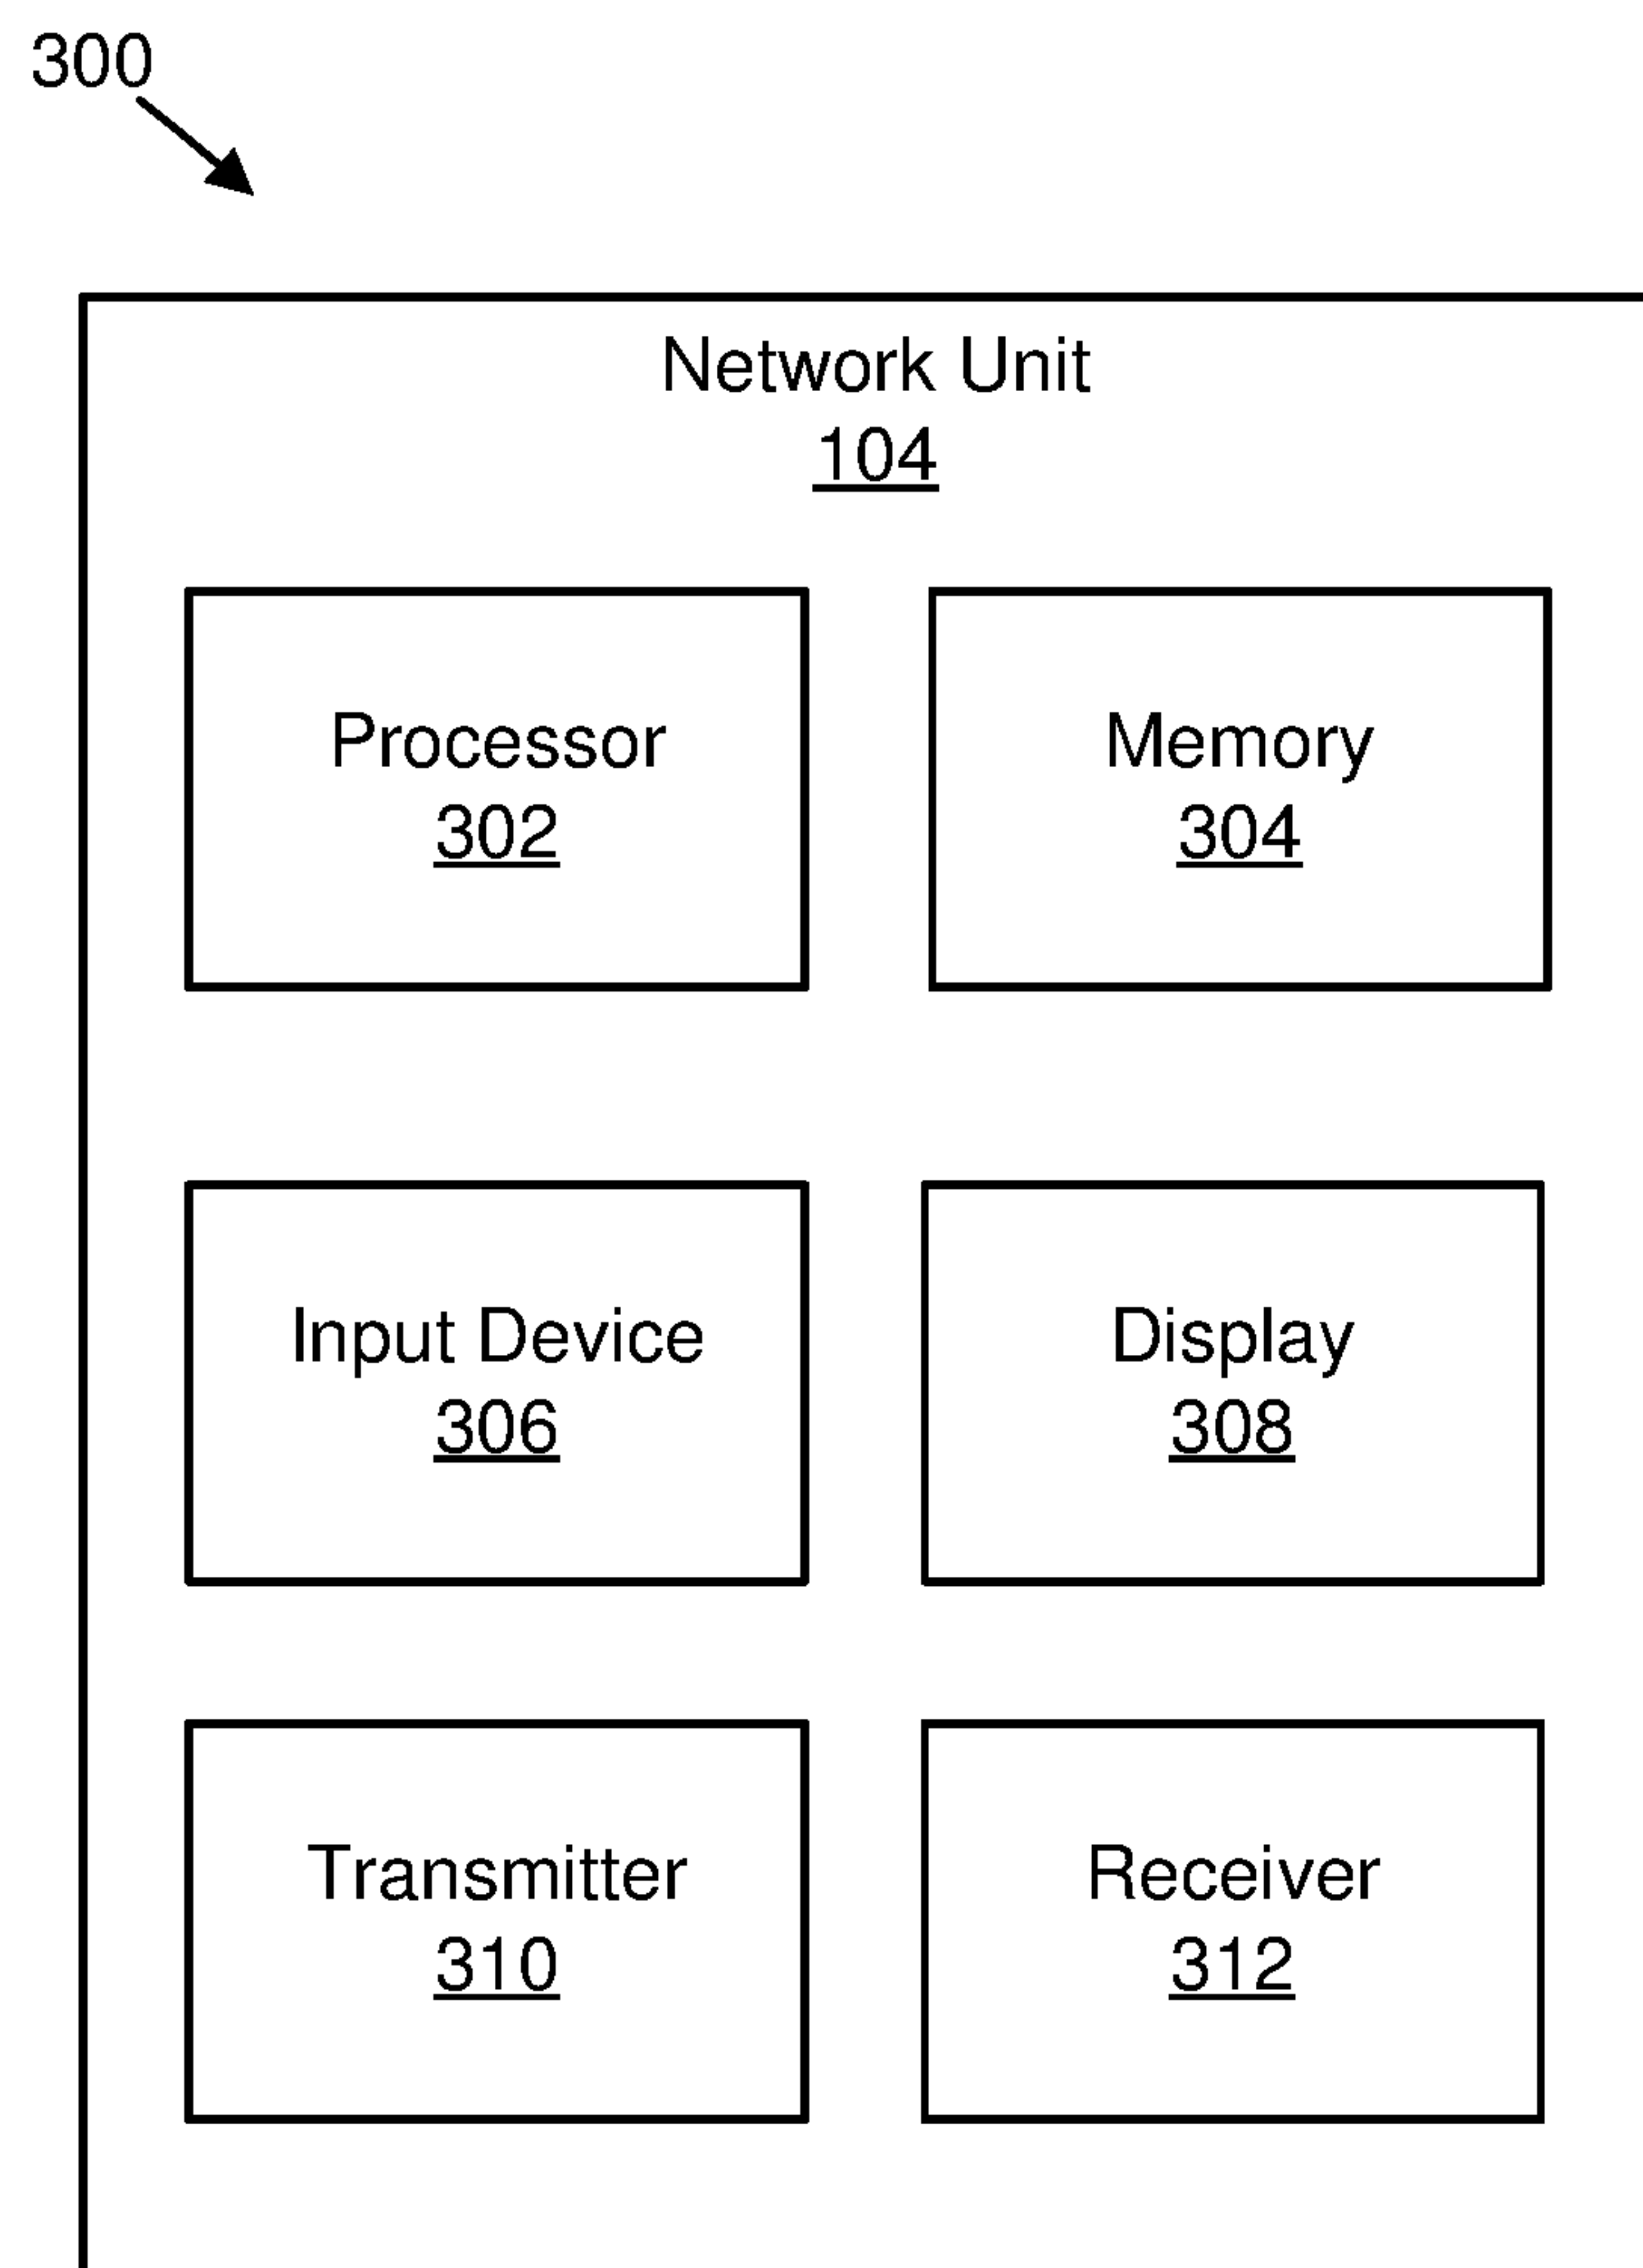 300
Network Unit
104
Processor
302
Memory
304
Input Device
306
Display
308
Transmitter
310
Receiver
312